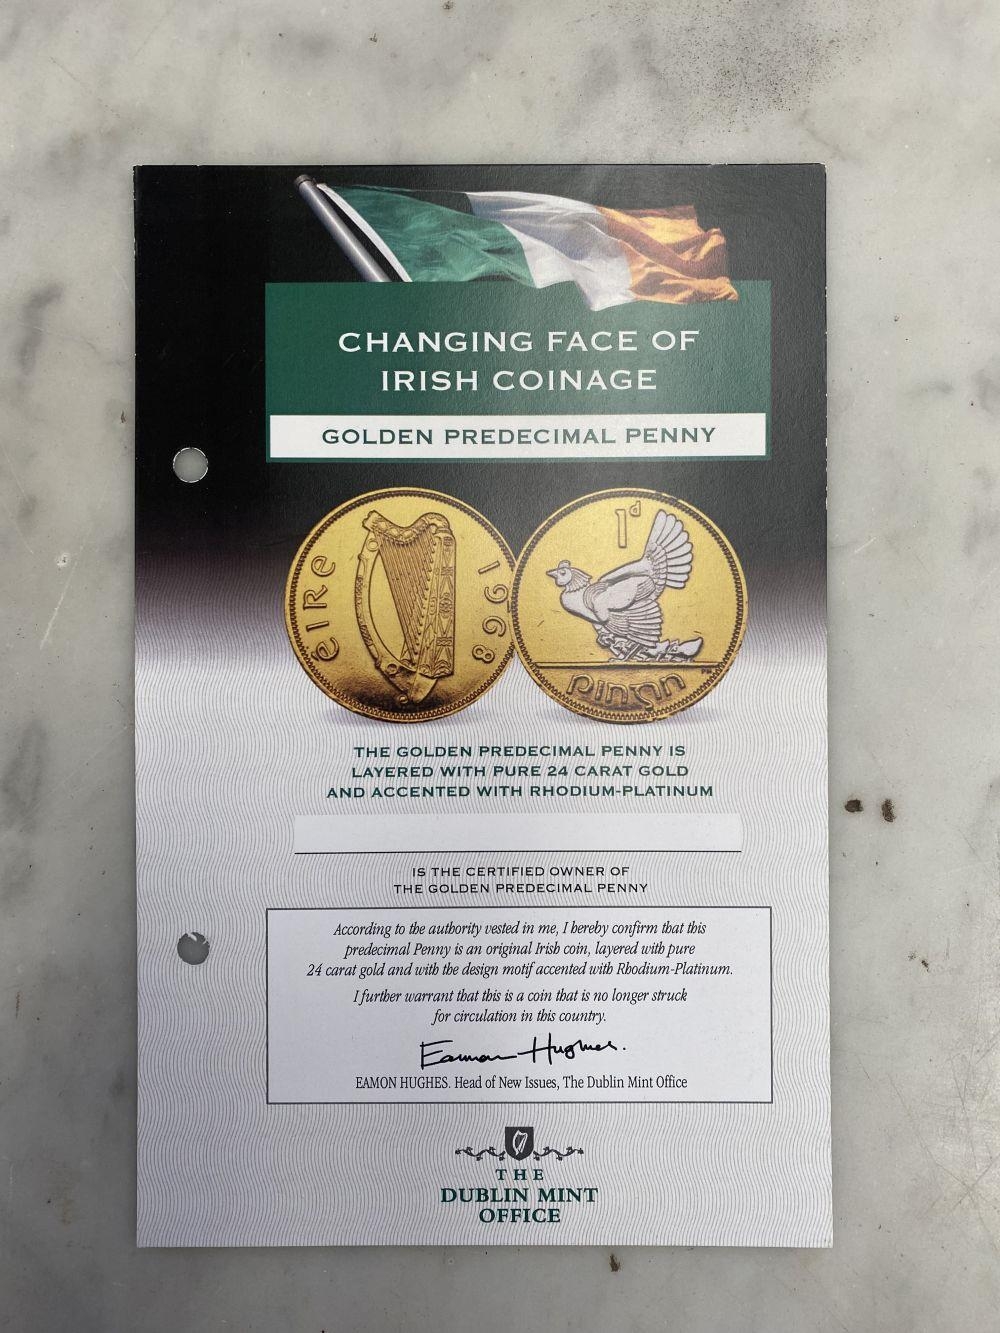 CHANGING FACE OF
IRISH COINAGE
GOLDEN PREDECIMAL PENNY
éIRe
1968
1d
pinġin
THE GOLDEN PREDECIMAL PENNY IS
LAYERED WITH PURE 24 CARAT GOLD
AND ACCENTED WITH RHODIUM-PLATINUM
IS THE CERTIFIED OWNER OF
THE GOLDEN PREDECIMAL PENNY
According to the authority vested in me, I hereby confirm that this
predecimal Penny is an original Irish coin, layered with pure
24 carat gold and with the design motif accented with Rhodium-Platinum.
I further warrant that this is a coin that is no longer struck
for circulation in this country.
Eamon Hughes.
EAMON HUGHES. Head of New Issues, The Dublin Mint Office
THE
DUBLIN MINT
OFFICE